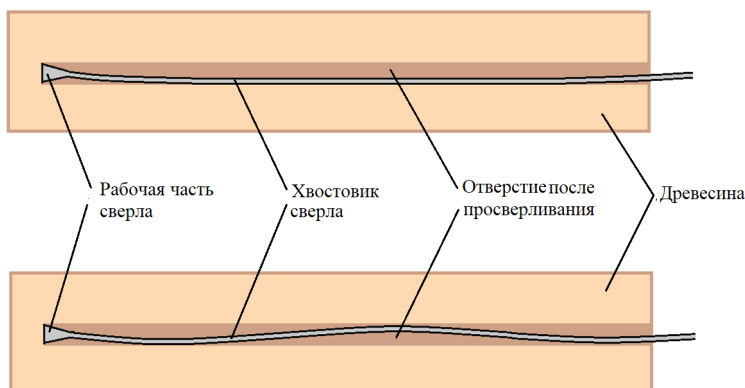 Рабочая часть
сверла
Хвостовик
сверла
Отверстие после
просверливания
Древесина